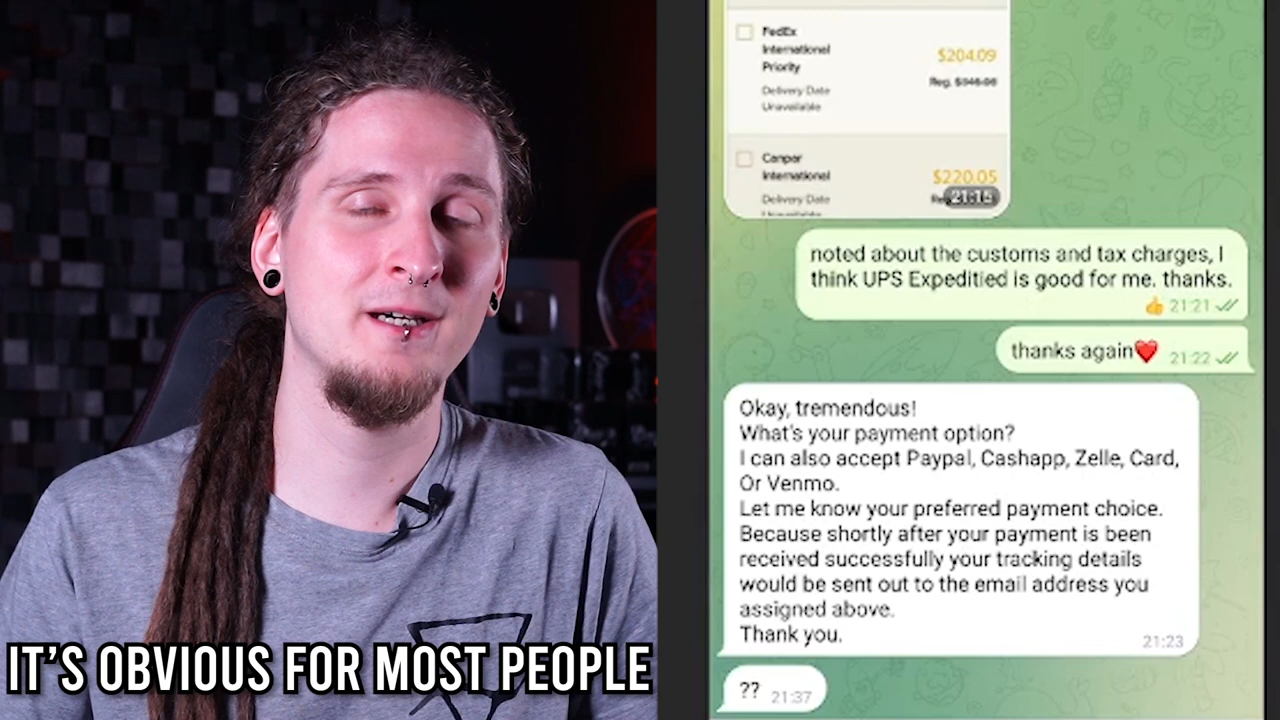 IT'S OBVIOUS FOR MOST PEOPLE
FedEx
International
Priority
$204.09
Reg.
Delivery Date
Unavailable
Canpar
International
$220.05
Delivery Date
21:15
noted about the customs and tax charges, I
think UPS Expeditied is good for me. thanks.
👍 21:21
thanks again❤️ 21:22
Okay, tremendous!
What's your payment option?
I can also accept Paypal, Cashapp, Zelle, Card,
Or Venmo.
Let me know your preferred payment choice.
Because shortly after your payment is been
received successfully your tracking details
would be sent out to the email address you
assigned above.
Thank you.
21:23
?? 21:37